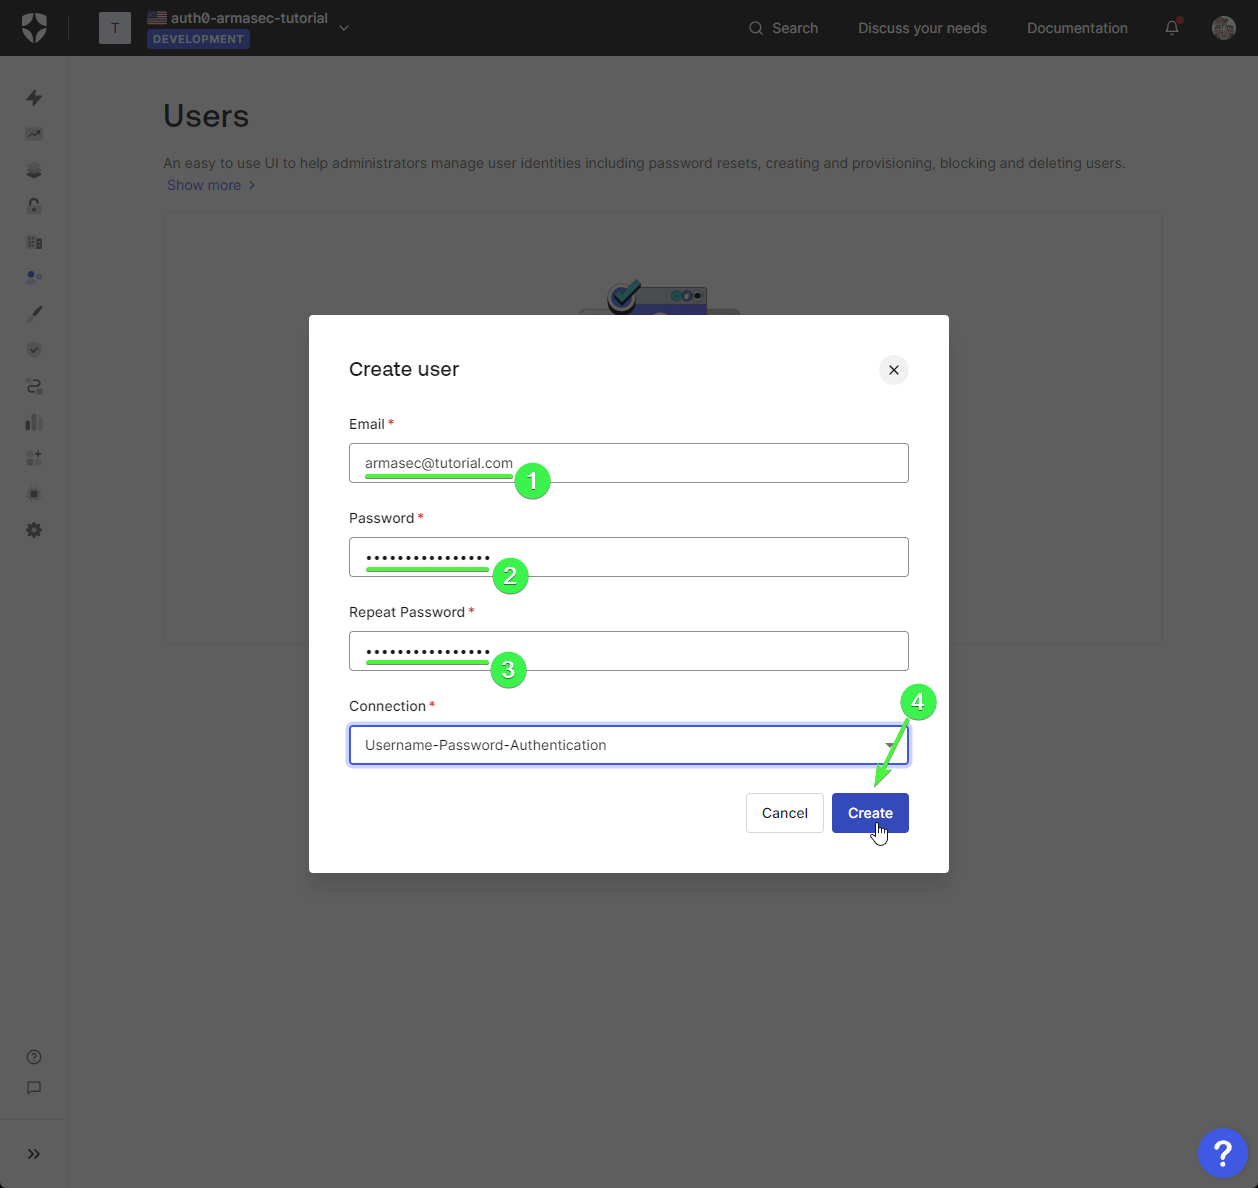 T
auth0-armasec-tutorial
DEVELOPMENT
Search
Discuss your needs
Documentation
Users
An easy to use UI to help administrators manage user identities including password resets, creating and provisioning, blocking and deleting users.
Show more
Create user
Email *
armasec@tutorial.com
1
Password *
••••••••••••••••
2
Repeat Password *
••••••••••••••••
3
Connection *
4
Username-Password-Authentication
Cancel
Create
?